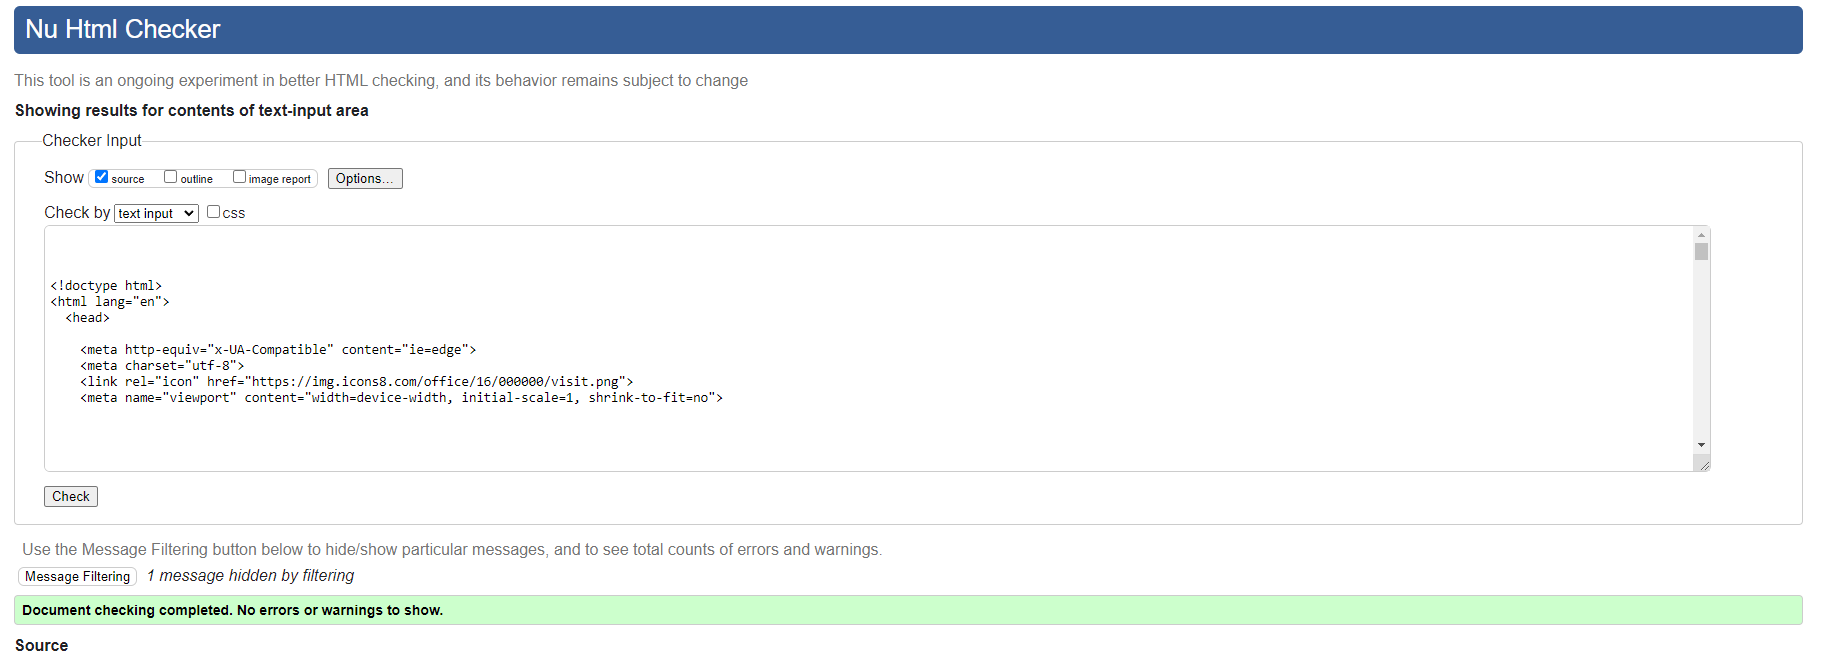 Nu Html Checker
This tool is an ongoing experiment in better HTML checking, and its behavior remains subject to change
Showing results for contents of text-input area
Checker Input
Show source outline image report Options...
Check by text input css
<!doctype html>
<html lang="en">
<head>
<meta http-equiv="x-UA-Compatible" content="ie=edge">
<meta charset="utf-8">
<link rel="icon" href="https://img.icons8.com/office/16/000000/visit.png">
<meta name="viewport" content="width=device-width, initial-scale=1, shrink-to-fit=no">
Check
Use the Message Filtering button below to hide/show particular messages, and to see total counts of errors and warnings.
Message Filtering 1 message hidden by filtering
Document checking completed. No errors or warnings to show.
Source